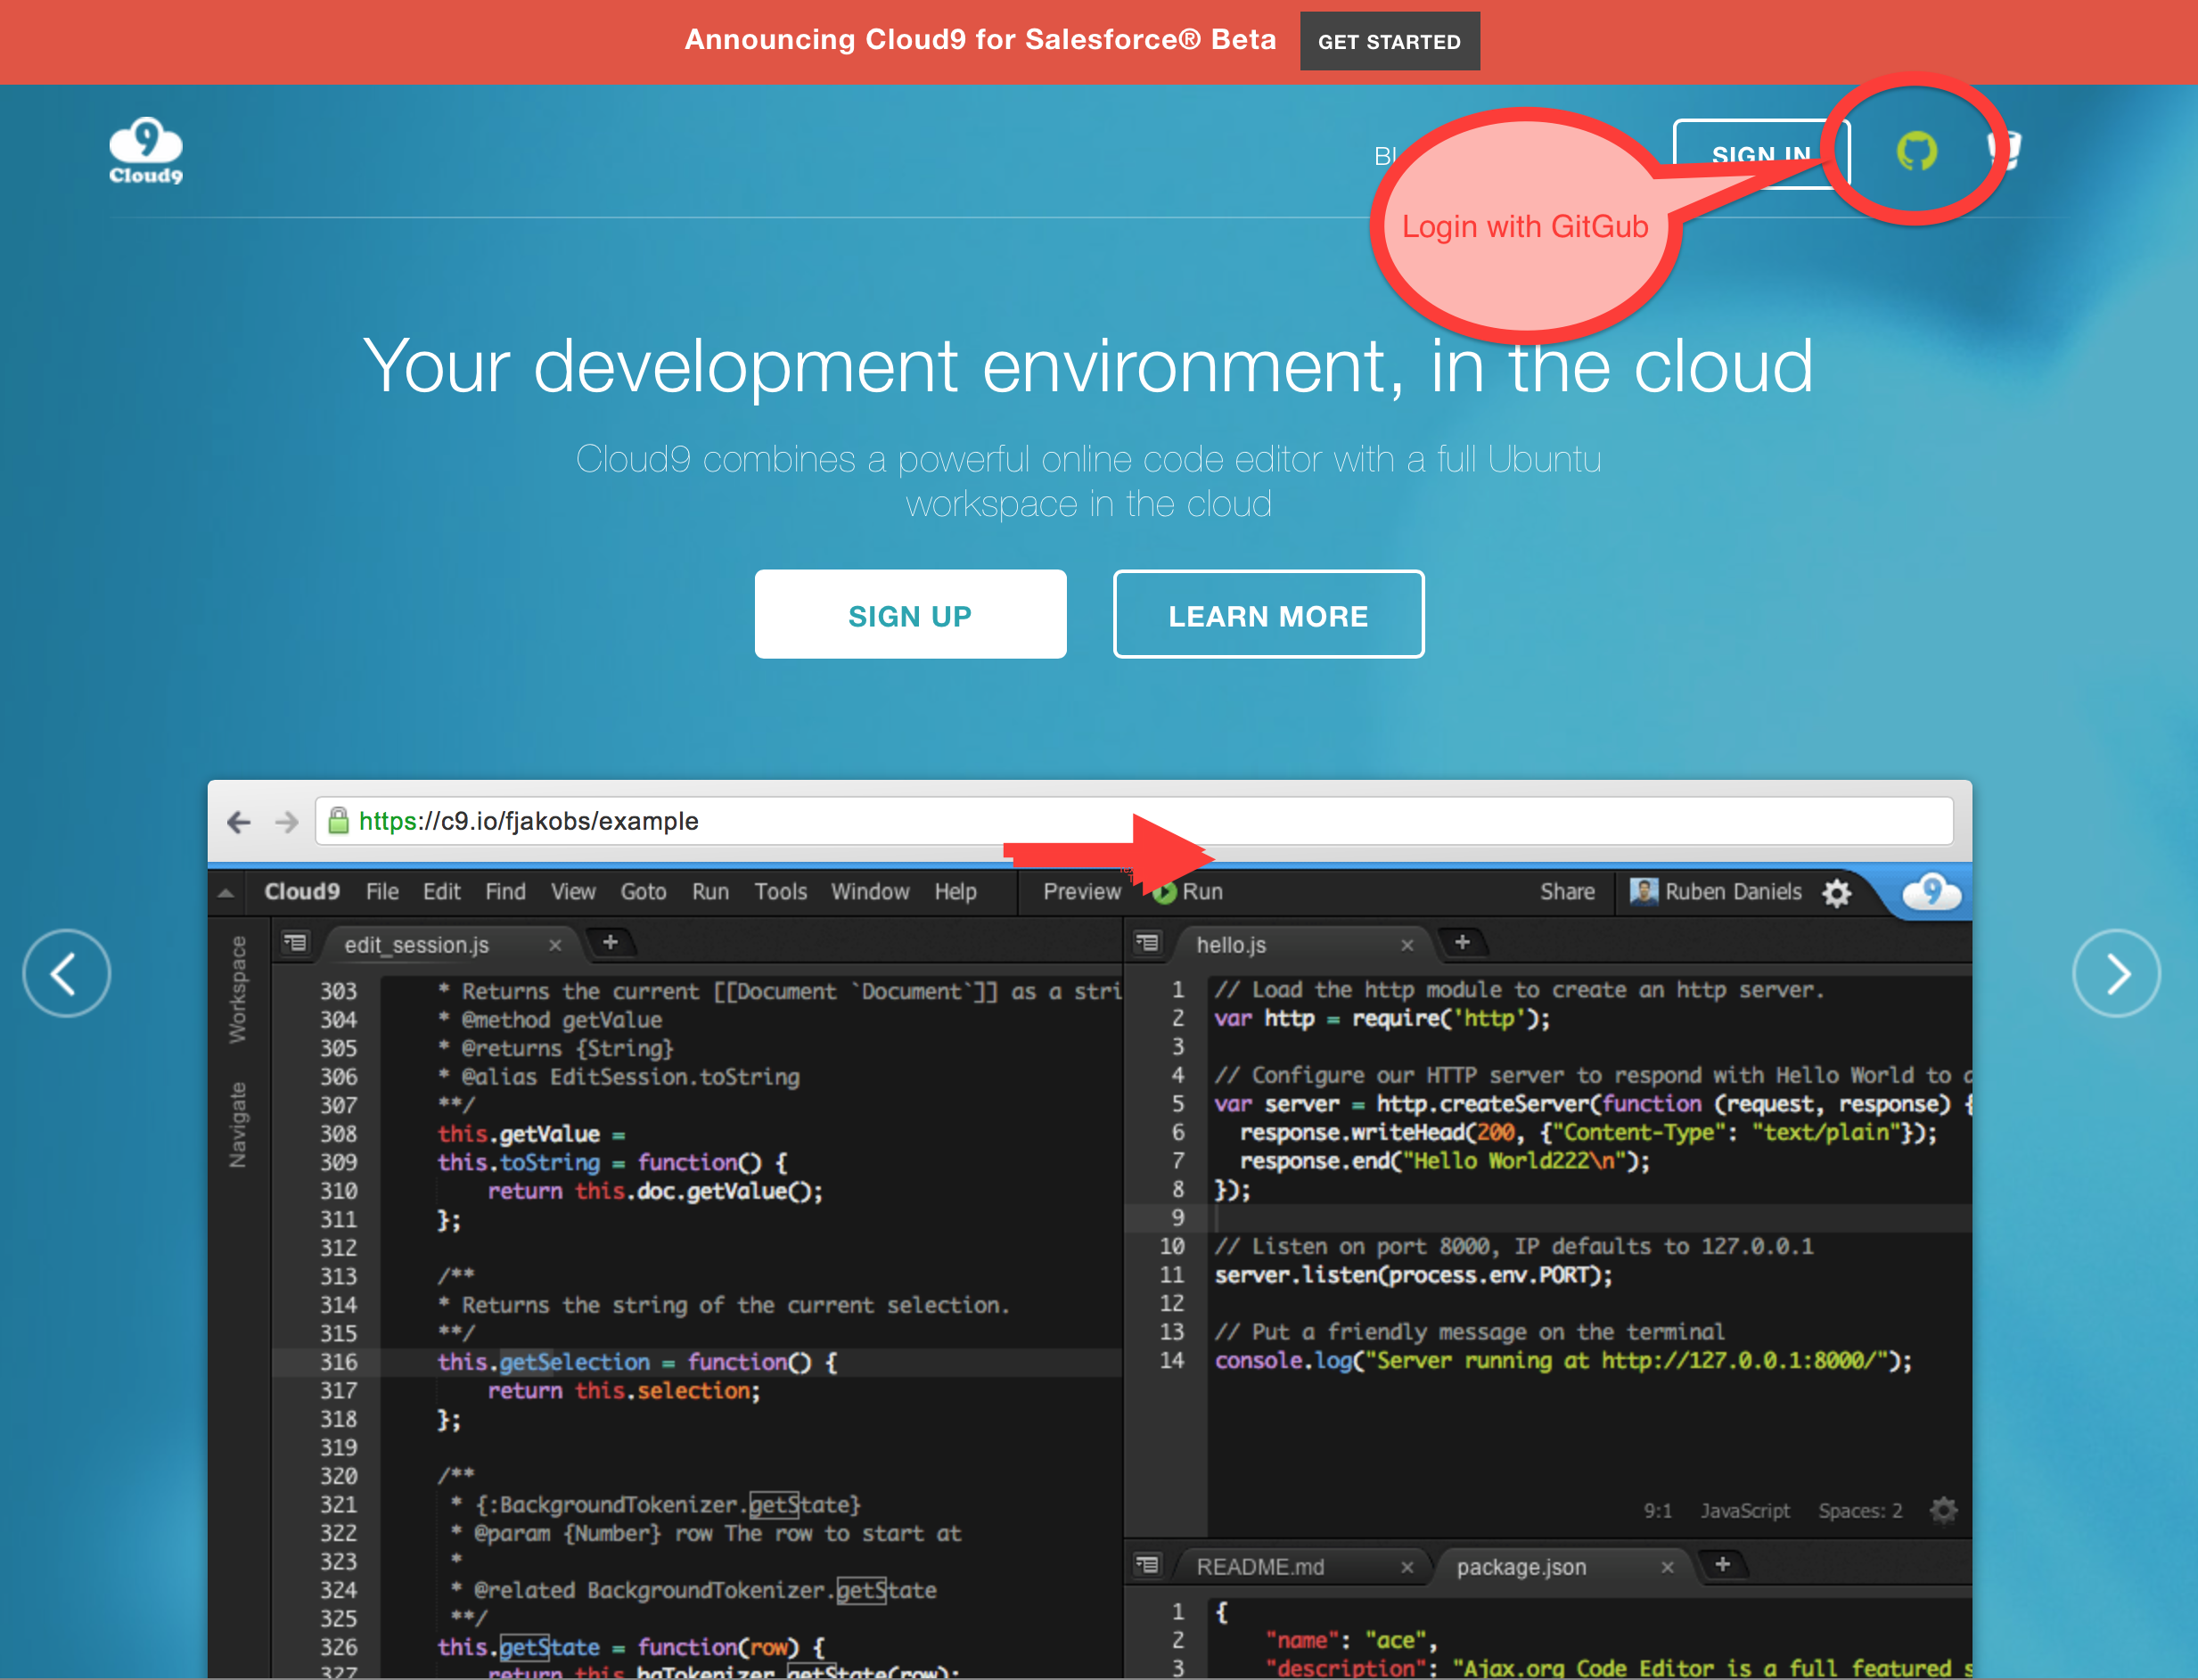 Announcing Cloud9 for Salesforce® Beta GET STARTED
9
Cloud9
SIGN IN
Login with GitGub
Your development environment, in the cloud
Cloud9 combines a powerful online code editor with a full Ubuntu
workspace in the cloud
SIGN UP LEARN MORE
https://c9.io/fjakobs/example
Cloud9 File Edit Find View Goto Run Tools Window Help Preview Run Share Ruben Daniels 9
Workspace
Navigate
edit_session.js × +
303 * Returns the current [[Document `Document`]] as a stri
304 * @method getValue
305 * @returns {String}
306 * @alias EditSession.toString
307 **/
308 this.getValue =
309 this.toString = function() {
310 return this.doc.getValue();
311 };
312
313 /**
314 * Returns the string of the current selection.
315 **/
316 this.getSelection = function() {
317 return this.selection;
318 };
319
320 /**
321 * {:BackgroundTokenizer.getState}
322 * @param {Number} row The row to start at
323 *
324 * @related BackgroundTokenizer.getState
325 **/
326 this.getState = function(row) {
327 return this.bgTokenizer.getState(row);
hello.js × +
1 // Load the http module to create an http server.
2 var http = require('http');
3
4 // Configure our HTTP server to respond with Hello World to a
5 var server = http.createServer(function (request, response) {
6 response.writeHead(200, {"Content-Type": "text/plain"});
7 response.end("Hello World222\n");
8 });
9
10 // Listen on port 8000, IP defaults to 127.0.0.1
11 server.listen(process.env.PORT);
12
13 // Put a friendly message on the terminal
14 console.log("Server running at http://127.0.0.1:8000/");
9:1 JavaScript Spaces: 2
README.md × package.json × +
1 {
2 "name": "ace",
3 "description": "Ajax.org Code Editor is a full featured s